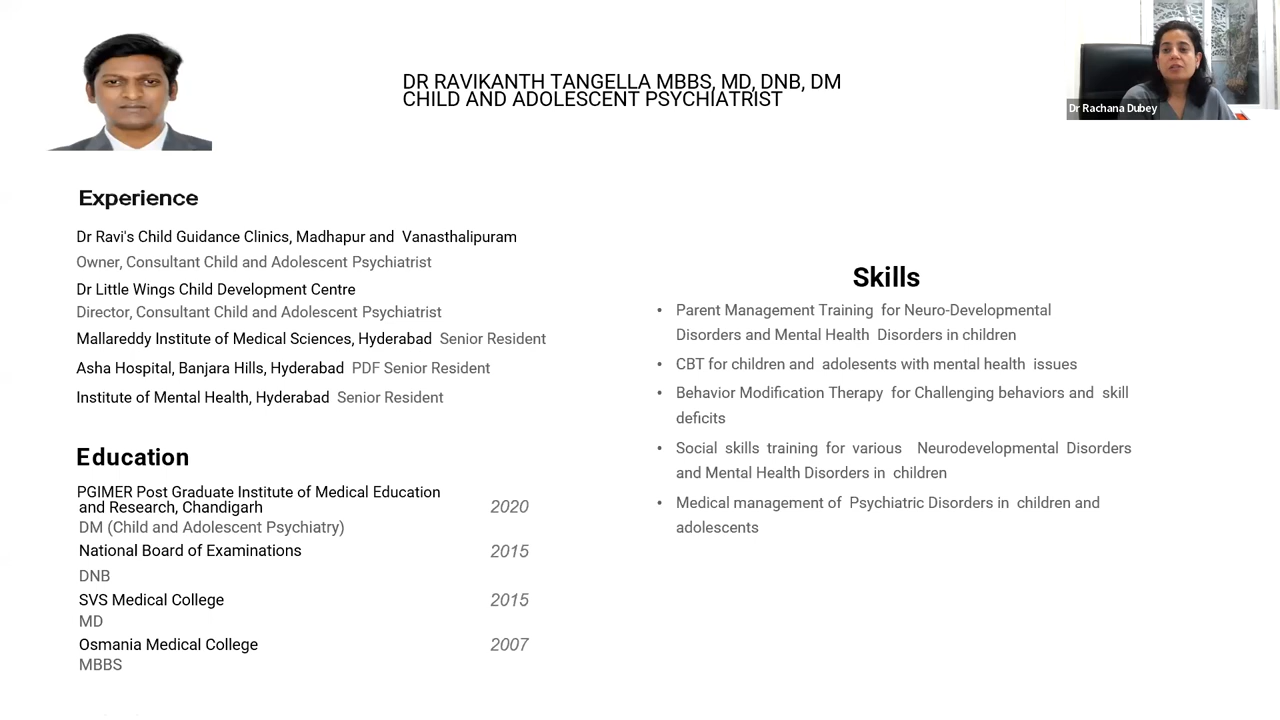 DR RAVIKANTH TANGELLA MBBS, MD, DNB, DM
CHILD AND ADOLESCENT PSYCHIATRIST
Dr Rachana Dubey
Experience
Dr Ravi's Child Guidance Clinics, Madhapur and Vanasthalipuram
Owner, Consultant Child and Adolescent Psychiatrist
Dr Little Wings Child Development Centre
Director, Consultant Child and Adolescent Psychiatrist
Mallareddy Institute of Medical Sciences, Hyderabad Senior Resident
Asha Hospital, Banjara Hills, Hyderabad PDF Senior Resident
Institute of Mental Health, Hyderabad Senior Resident
Education
PGIMER Post Graduate Institute of Medical Education
and Research, Chandigarh 2020
DM (Child and Adolescent Psychiatry)
National Board of Examinations 2015
DNB
SVS Medical College 2015
MD
Osmania Medical College 2007
MBBS
Skills
• Parent Management Training for Neuro-Developmental
Disorders and Mental Health Disorders in children
• CBT for children and adolesents with mental health issues
• Behavior Modification Therapy for Challenging behaviors and skill
deficits
• Social skills training for various Neurodevelopmental Disorders
and Mental Health Disorders in children
• Medical management of Psychiatric Disorders in children and
adolescents